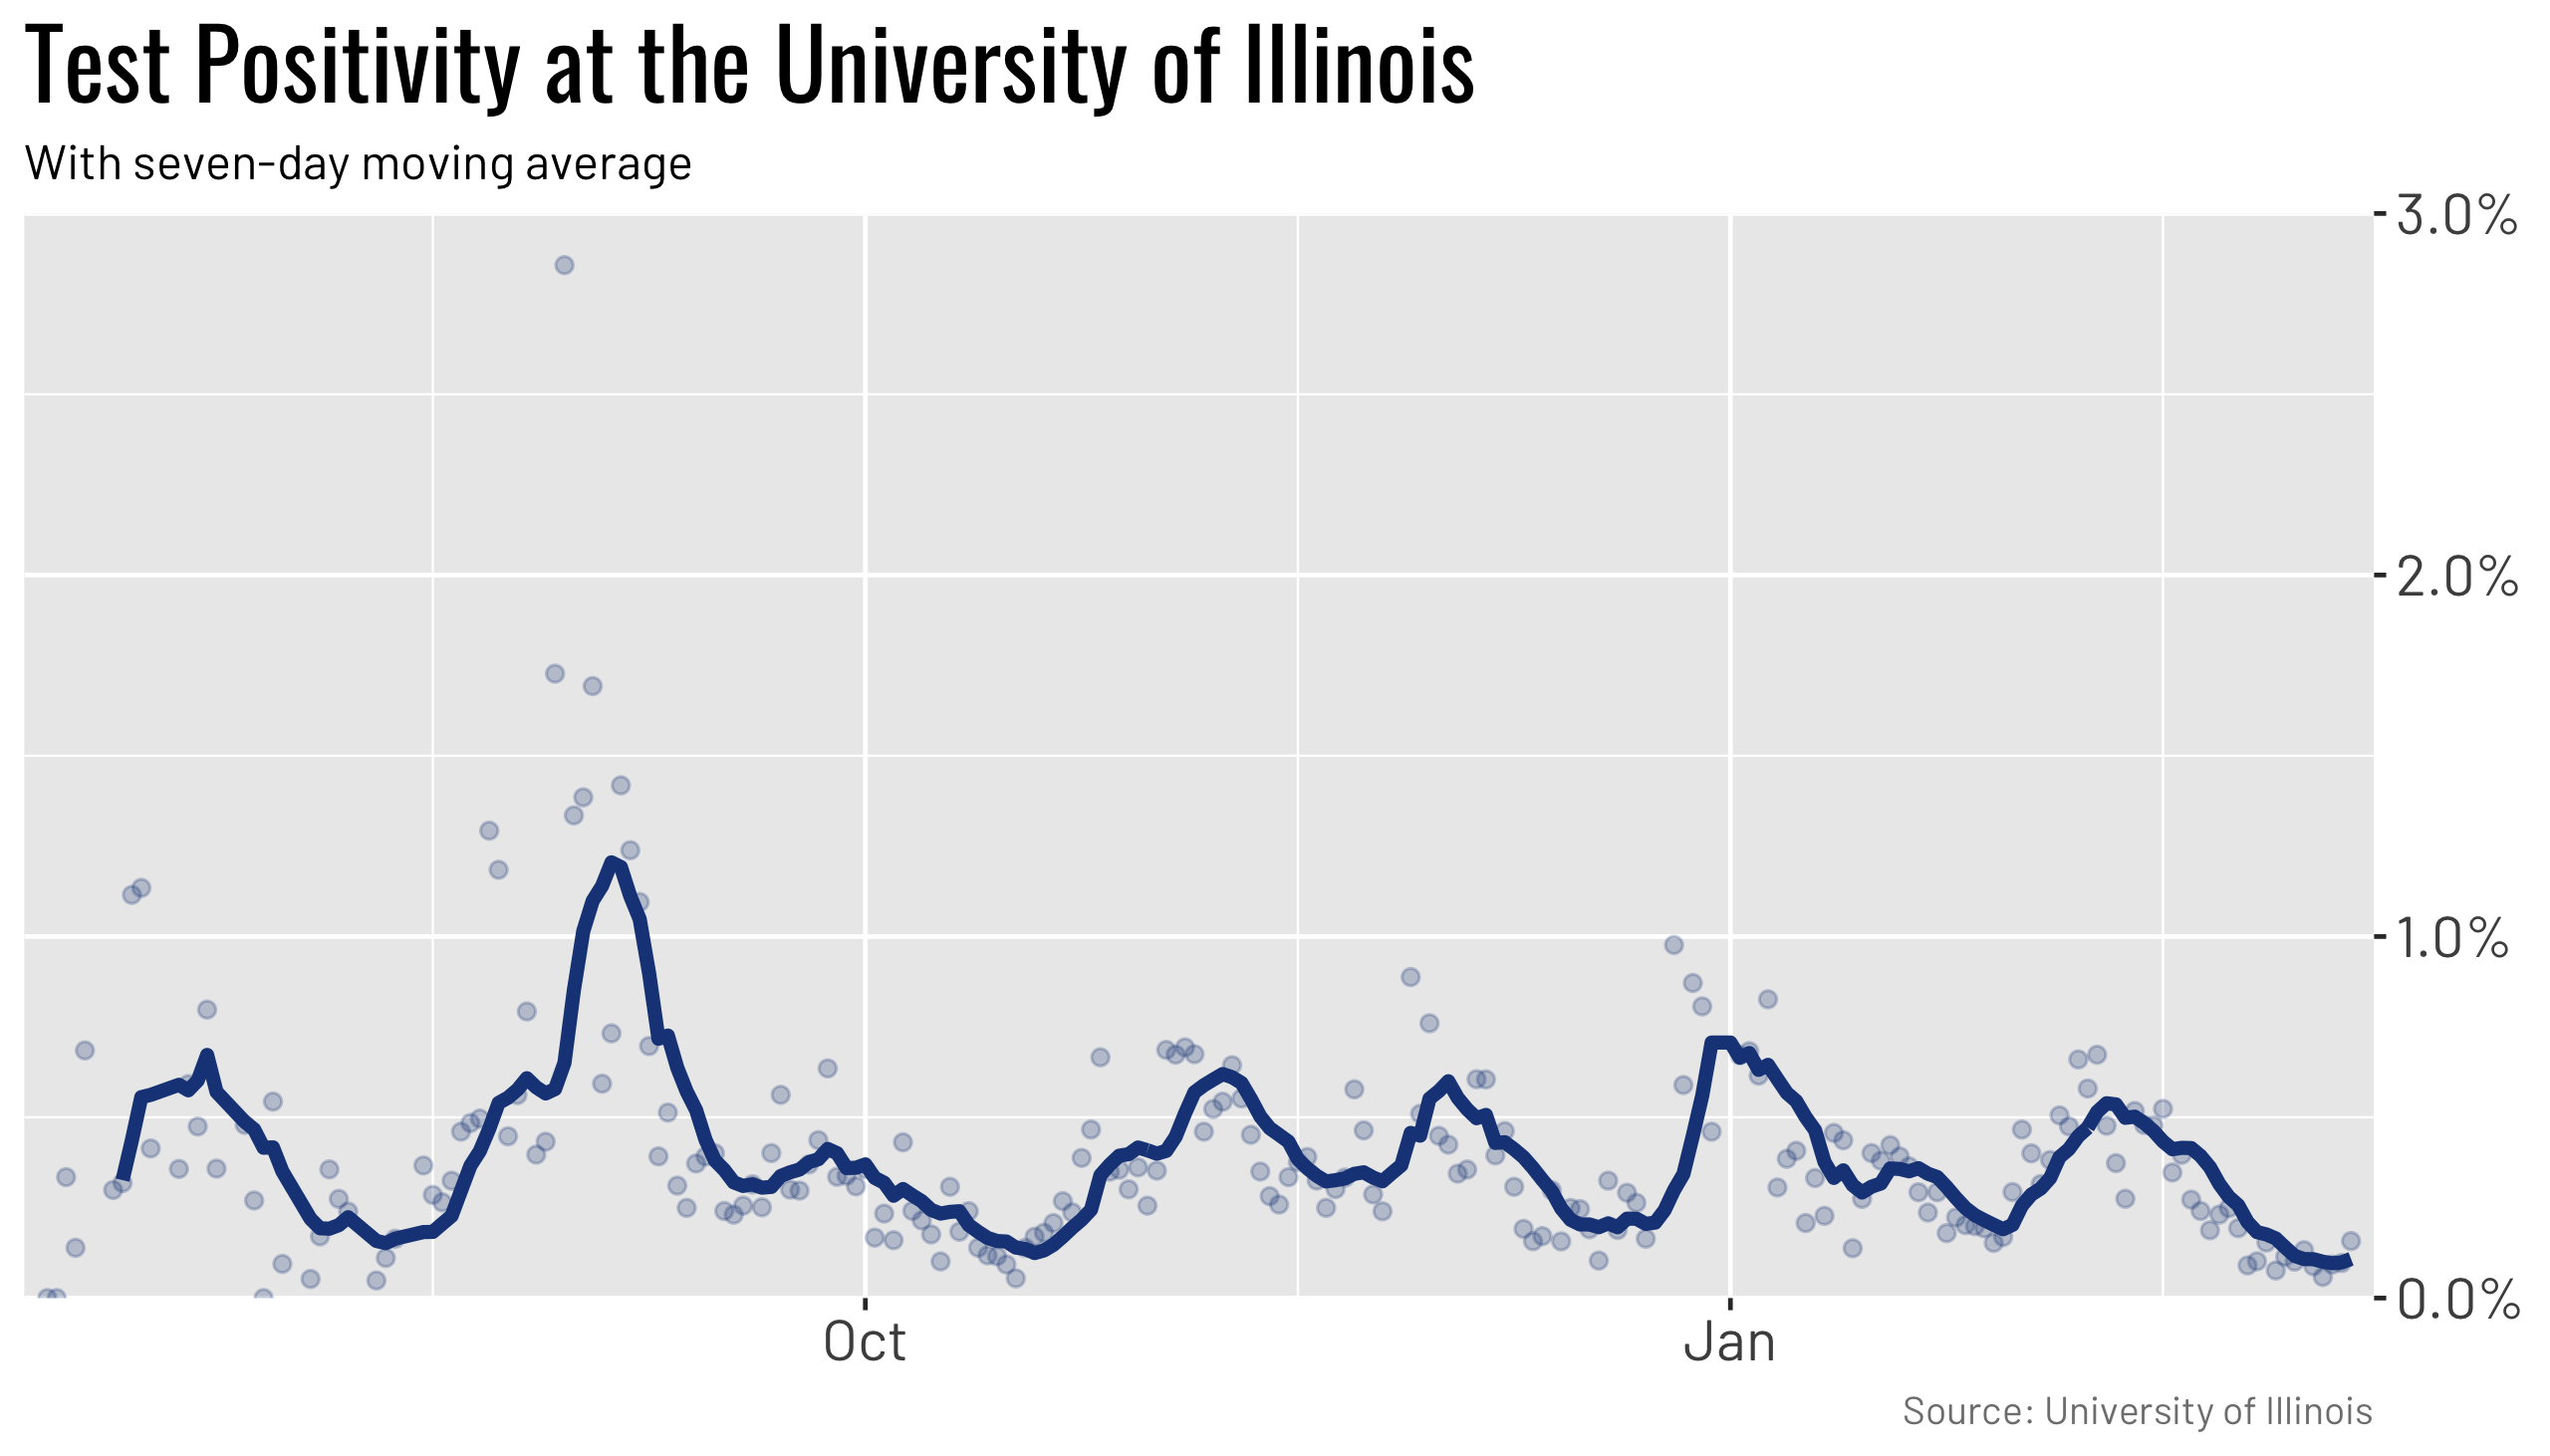 Test Positivity at the University of Illinois
With seven-day moving average
3.0%
2.0%
1.0%
0.0%
Oct
Jan
Source: University of Illinois